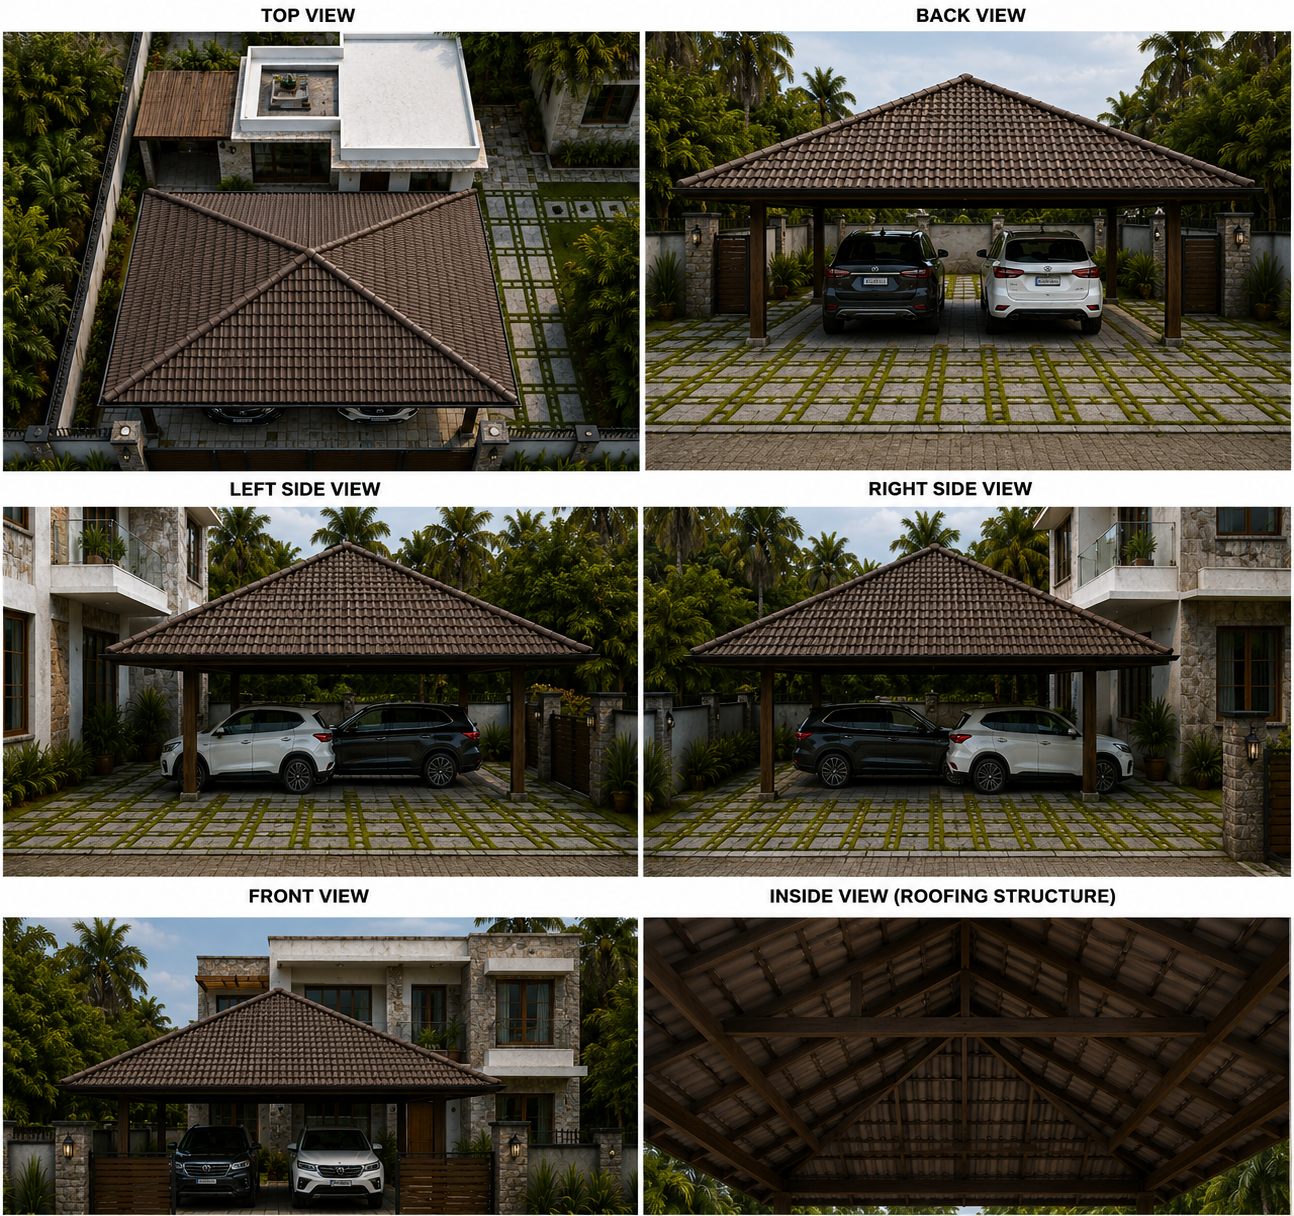 TOP VIEW
BACK VIEW
LEFT SIDE VIEW
RIGHT SIDE VIEW
FRONT VIEW
INSIDE VIEW (ROOFING STRUCTURE)